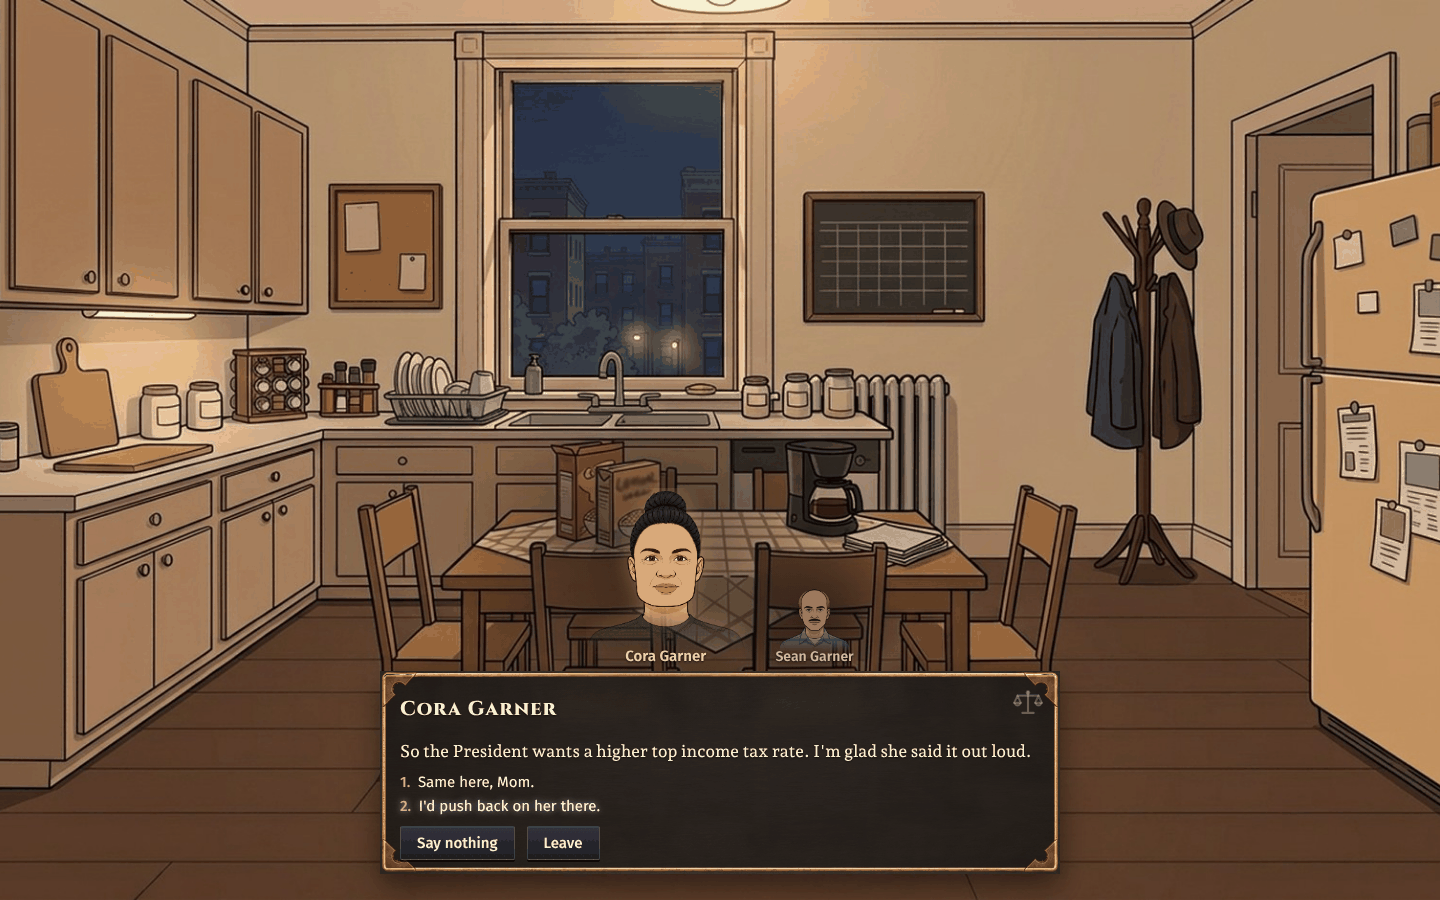 Cora Garner
Sean Garner
Cora Garner
So the President wants a higher top income tax rate. I'm glad she said it out loud.
1. Same here, Mom.
2. I'd push back on her there.
Say nothing
Leave